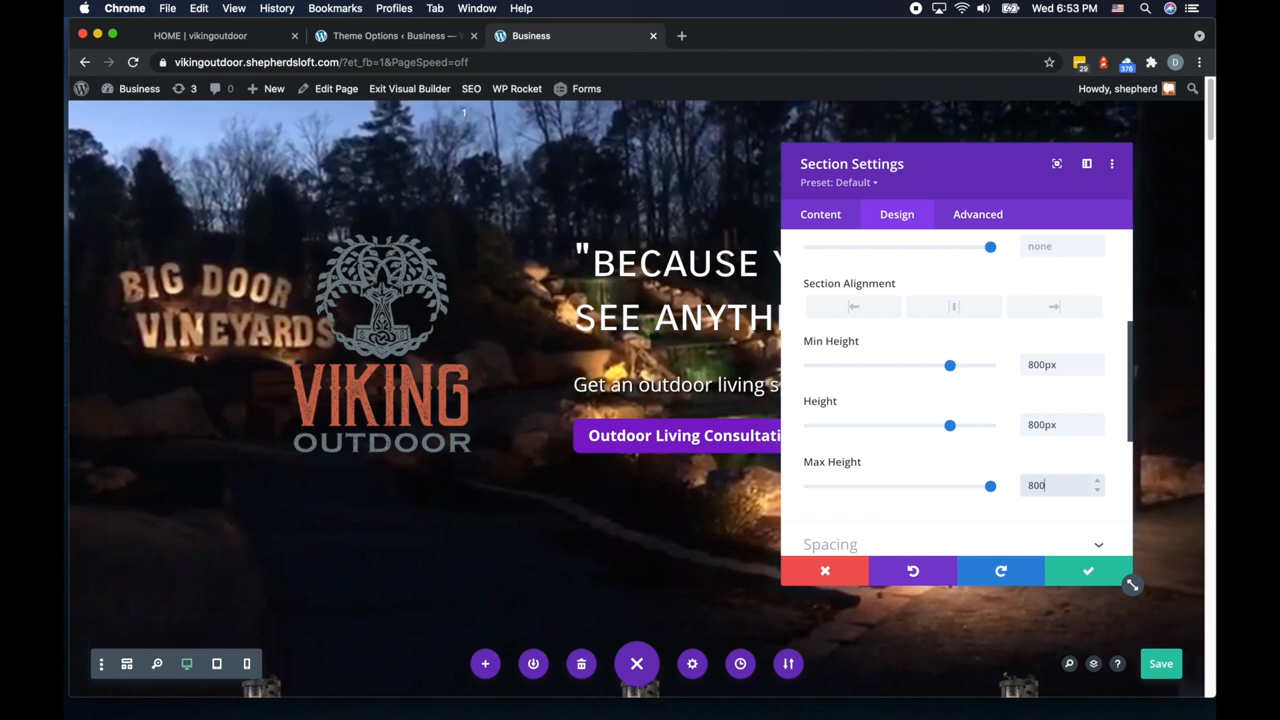 Chrome File Edit View History Bookmarks Profiles Tab Window Help Wed 6:53 PM
HOME | vikingoutdoor
Theme Options ‹ Business —
Business
vikingoutdoor.shepherdsloft.com/?et_fb=1&PageSpeed=off
29
376
D
Business 3 0 New Edit Page Exit Visual Builder SEO WP Rocket Forms Howdy, shepherd
1
BIG DOOR
VINEYARDS
VIKING
OUTDOOR
"BECAUSE
SEE ANYTH
Get an outdoor living s
Outdoor Living Consultati
Section Settings
Preset: Default
Content Design Advanced
none
Section Alignment
Min Height
800px
Height
800px
Max Height
800
Spacing
Save